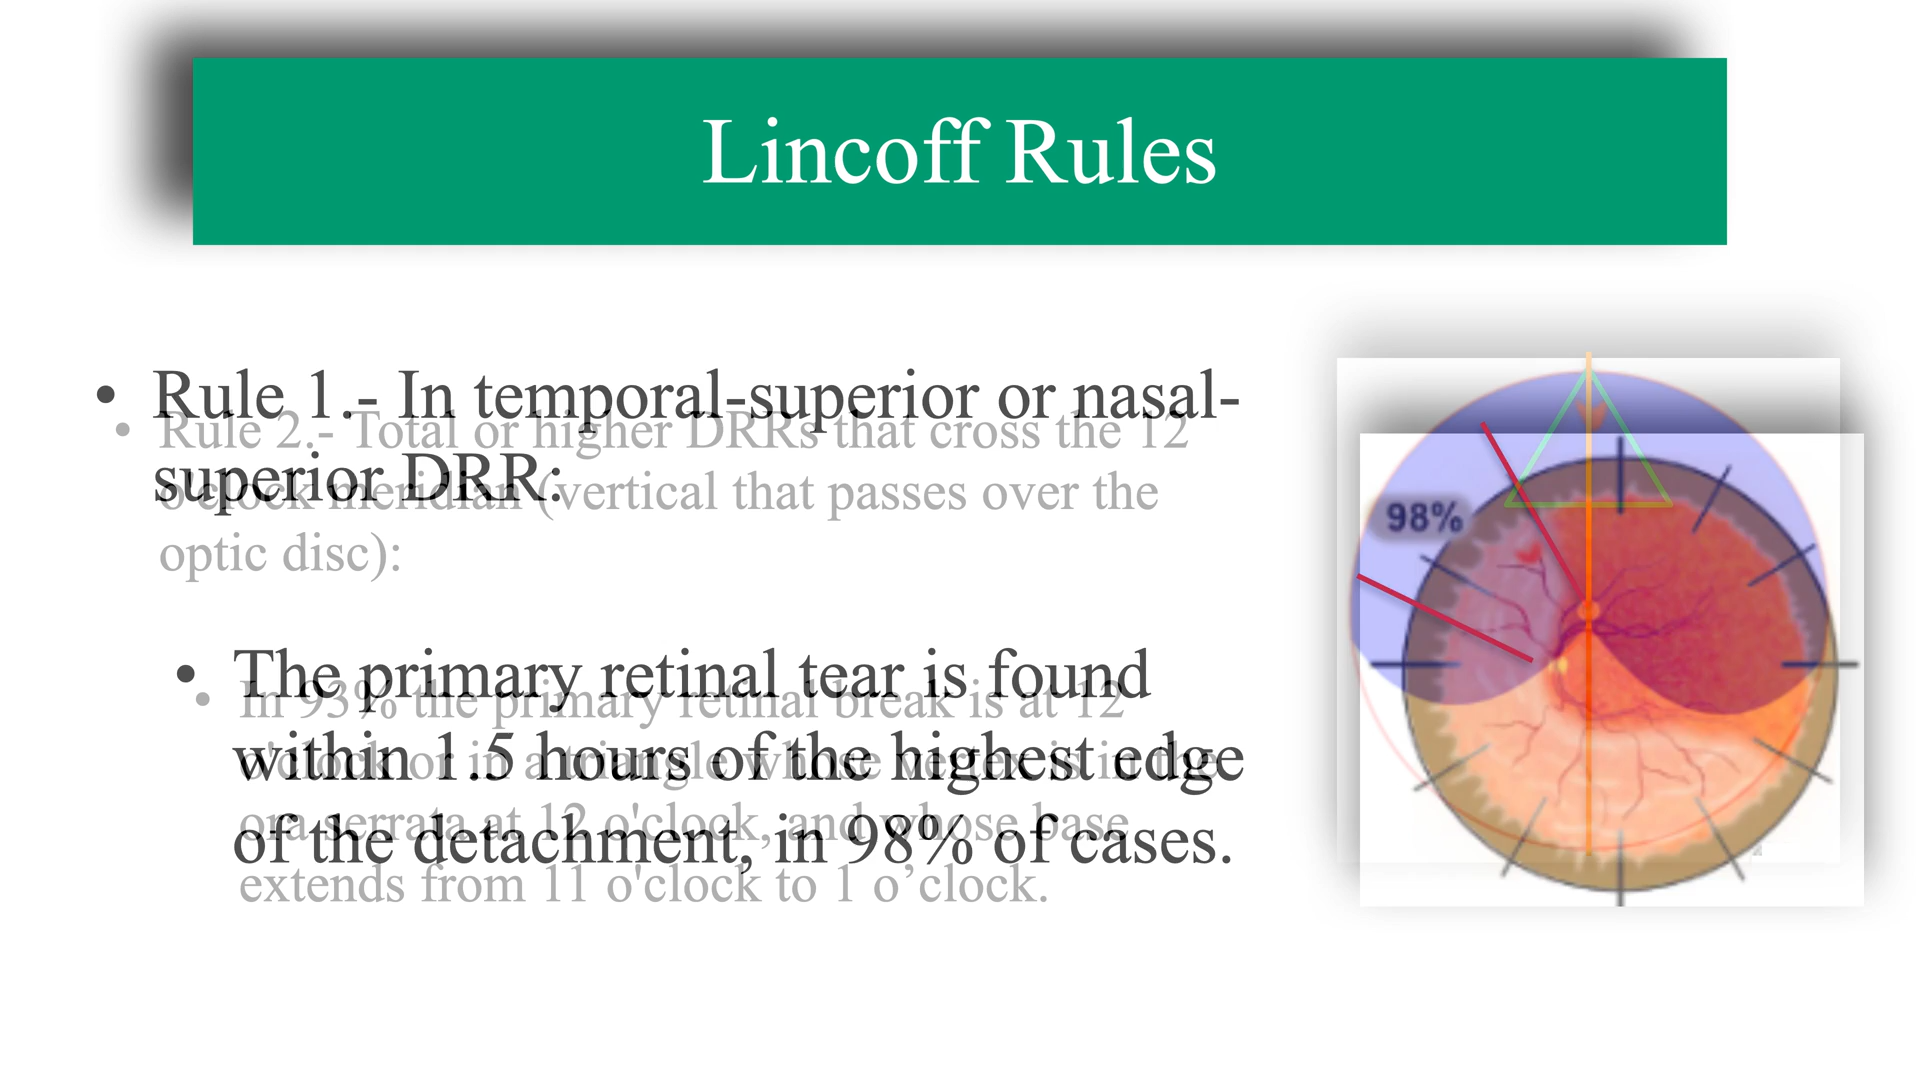 Lincoff Rules
• Rule 1.- In temporal-superior or nasal-
superior DRR:
• The primary retinal tear is found
within 1.5 hours of the highest edge
of the detachment, in 98% of cases.
• Rule 2.- Total or higher DRRs that cross the 12
o'clock meridian (vertical that passes over the
optic disc):
• In 93% the primary retinal break is at 12
o'clock or in a triangle whose vertex is in the
ora serrata at 12 o'clock, and whose base
extends from 11 o'clock to 1 o’clock.
98%